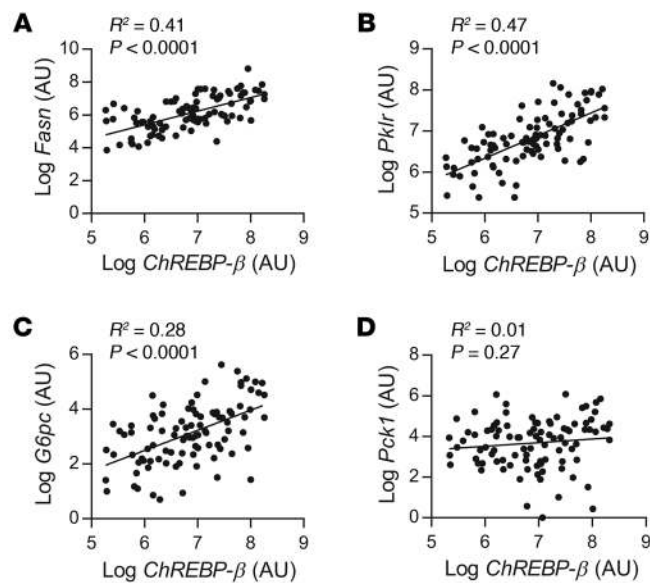 A
R² = 0.41
P < 0.0001
Log Fasn (AU)
10
8
6
4
2
0
5 6 7 8 9
Log ChREBP-β (AU)
B
R² = 0.47
P < 0.0001
Log Pklr (AU)
9
8
7
6
5
5 6 7 8 9
Log ChREBP-β (AU)
C
R² = 0.28
P < 0.0001
Log G6pc (AU)
6
4
2
0
5 6 7 8 9
Log ChREBP-β (AU)
D
R² = 0.01
P = 0.27
Log Pck1 (AU)
8
6
4
2
0
5 6 7 8 9
Log ChREBP-β (AU)